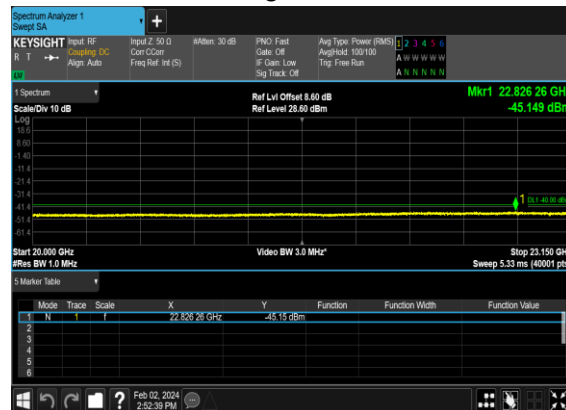 Spectrum Analyzer 1
Swept SA
+
KEYSIGHT Input: RF Input Z: 50 Ω #Atten: 30 dB PNO: Fast Avg Type: Power (RMS) 1 2 3 4 5 6
R T Coupling: DC Corr CCorr Gate: Off Avg|Hold: 100/100 A W W W W W
Align: Auto Freq Ref: Int (S) IF Gain: Low Trig: Free Run
LW Sig Track: Off A N N N N N
1 Spectrum Ref Lvl Offset 8.60 dB Mkr1 22.826 26 GH
Scale/Div 10 dB Ref Level 28.60 dBm -45.149 dBm
Log
18.6
8.60
-1.40
-11.4
-21.4
-31.4
1 DL1 -40.00 dB
-41.4
-51.4
-61.4
Start 20.000 GHz Video BW 3.0 MHz* Stop 23.150 GH
#Res BW 1.0 MHz Sweep 5.33 ms (40001 pts
5 Marker Table
Mode Trace Scale X Y Function Function Width Function Value
1 N 1 f 22.826 26 GHz -45.15 dBm
2
3
4
5
6
? Feb 02, 2024
2:52:39 PM